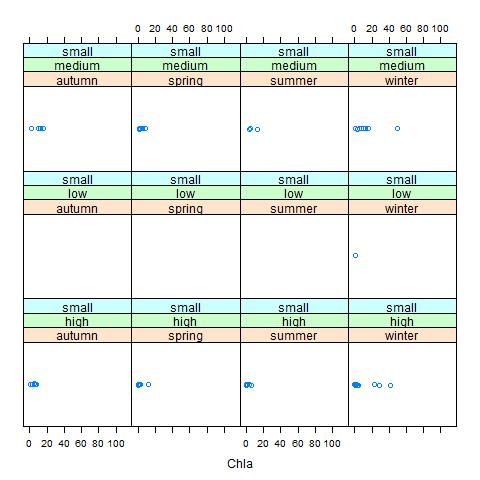 0 20 40 60 80 100 0 20 40 60 80 100
small small small small
medium medium medium medium
autumn spring summer winter
small small small small
low low low low
autumn spring summer winter
small small small small
high high high high
autumn spring summer winter
0 20 40 60 80 100 0 20 40 60 80 100
Chla